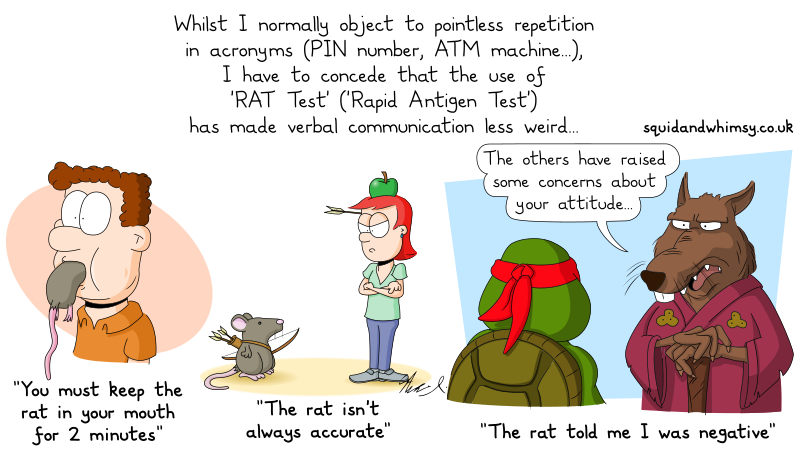 Whilst I normally object to pointless repetition
in acronyms (PIN number, ATM machine...),
I have to concede that the use of
'RAT Test' ('Rapid Antigen Test')
has made verbal communication less weird...
squidandwhimsy.co.uk
The others have raised
some concerns about
your attitude...
"You must keep the
rat in your mouth
for 2 minutes"
"The rat isn't
always accurate"
"The rat told me I was negative"